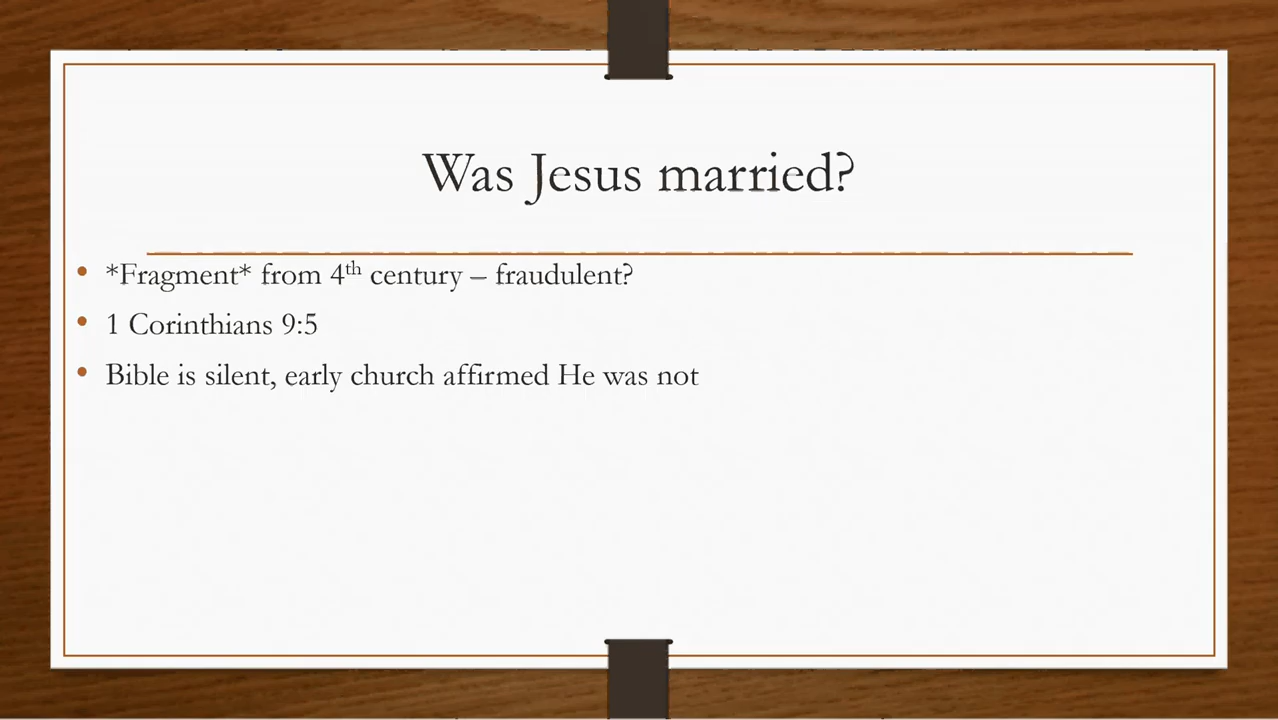 Was Jesus married?
*Fragment* from 4th century – fraudulent?
1 Corinthians 9:5
Bible is silent, early church affirmed He was not